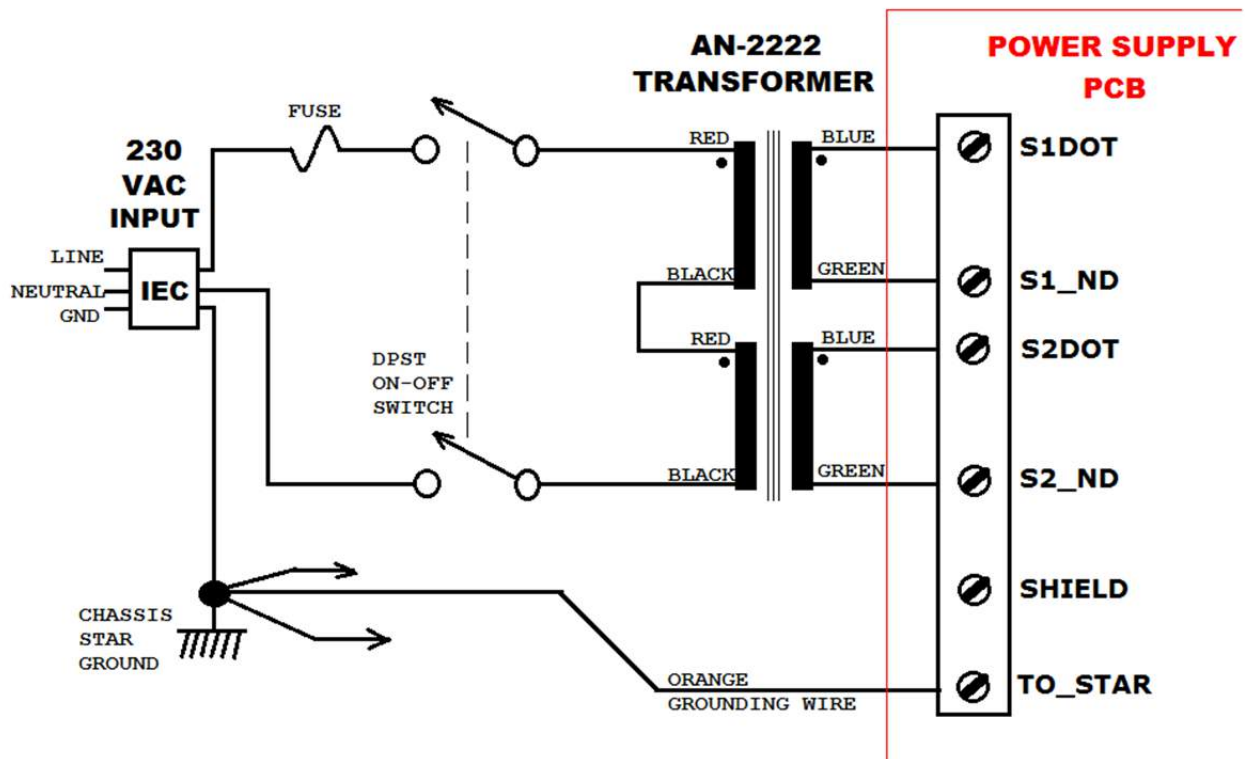 AN-2222
TRANSFORMER
POWER SUPPLY
PCB
FUSE
230
VAC
INPUT
RED
BLUE
S1DOT
LINE
NEUTRAL
GND
IEC
BLACK
GREEN
S1_ND
RED
BLUE
S2DOT
DPST
ON-OFF
SWITCH
BLACK
GREEN
S2_ND
SHIELD
CHASSIS
STAR
GROUND
ORANGE
GROUNDING WIRE
TO_STAR